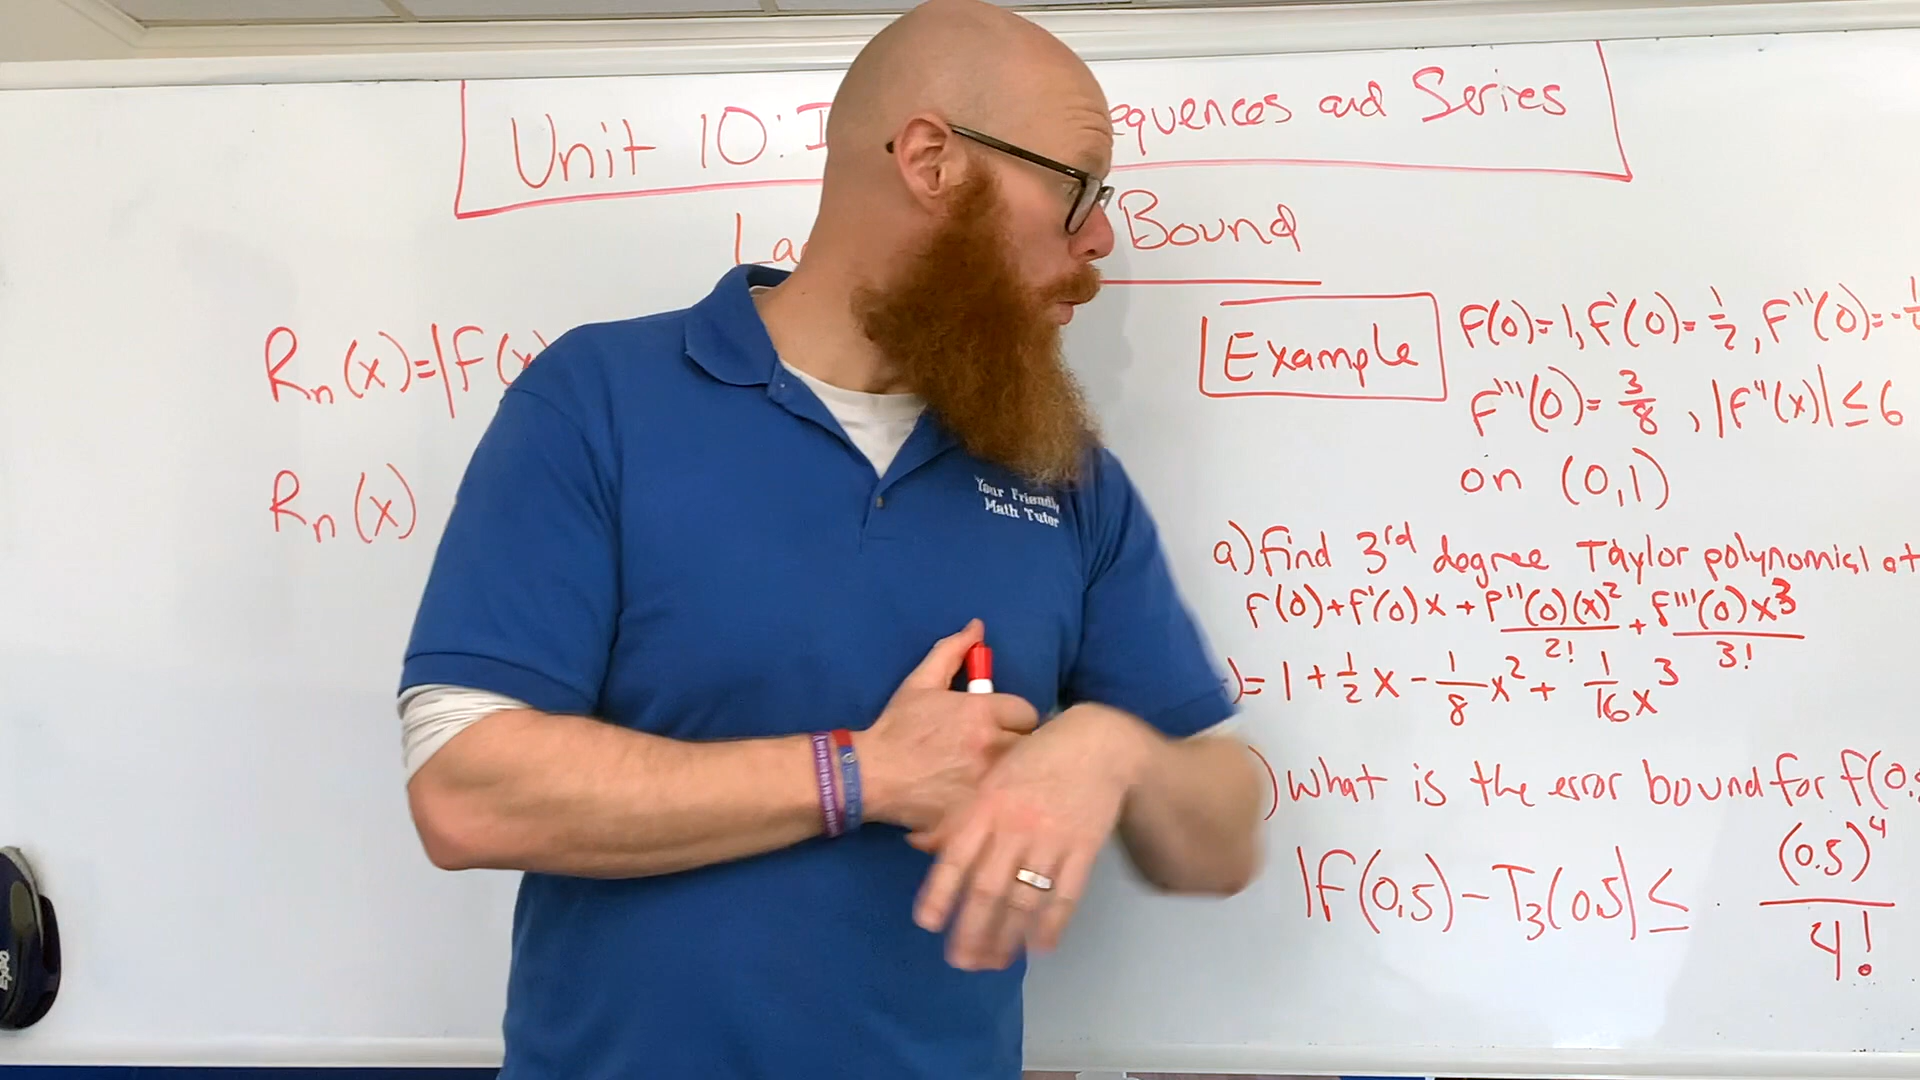 Unit 10: I equences and Series
La Bound
Rn(x)=|F(x)
Rn(x)
Example
F(0)=1, F'(0)=1/2, F''(0)=-
F'''(0)=3/8, |F⁴(x)|≤6
on (0,1)
a) find 3rd degree Taylor polynomial at
F(0)+F'(0)x+F''(0)(x)²/2!+F'''(0)x³/3!
)=1+1/2x-1/8x²+1/16x³
)What is the error bound for f(0.
|F(0.5)-T₃(0.5)|≤ (0.5)⁴/4!
Your Friendly
Math Tutor